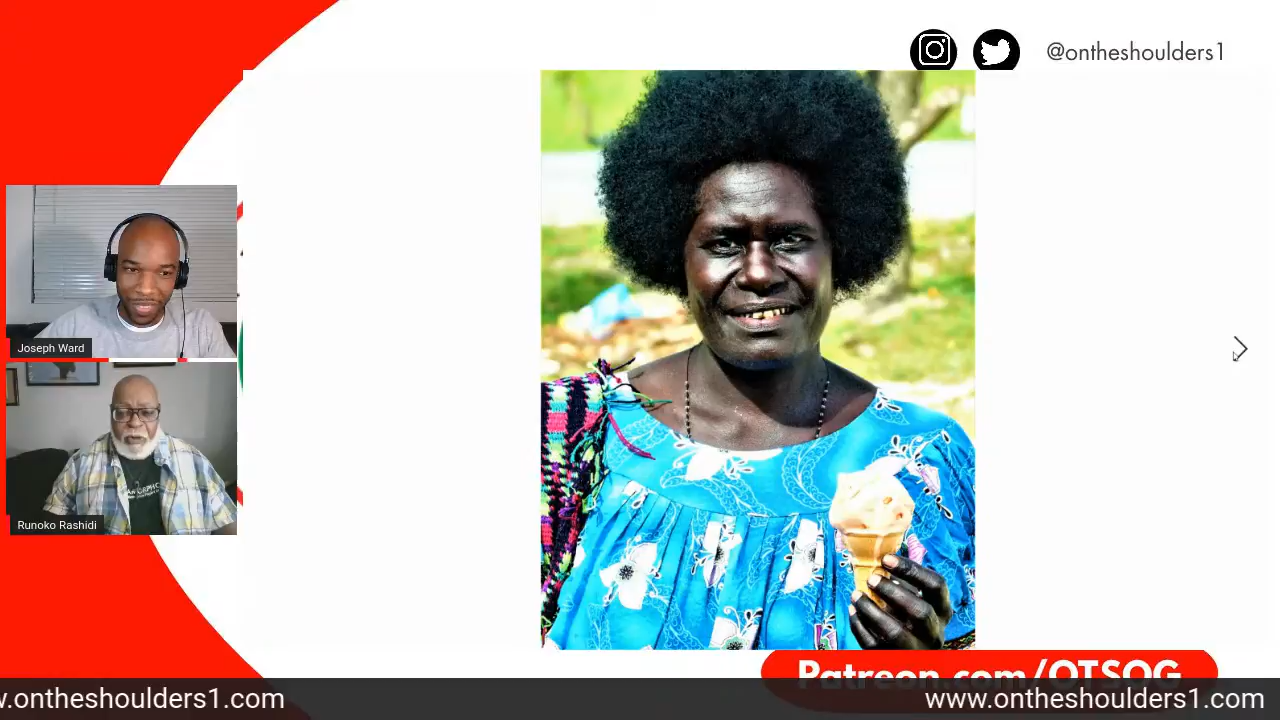 @ontheshoulders1
Joseph Ward
Runoko Rashidi
Patreon.com/OTSOG
w.ontheshoulders1.com
www.ontheshoulders1.com